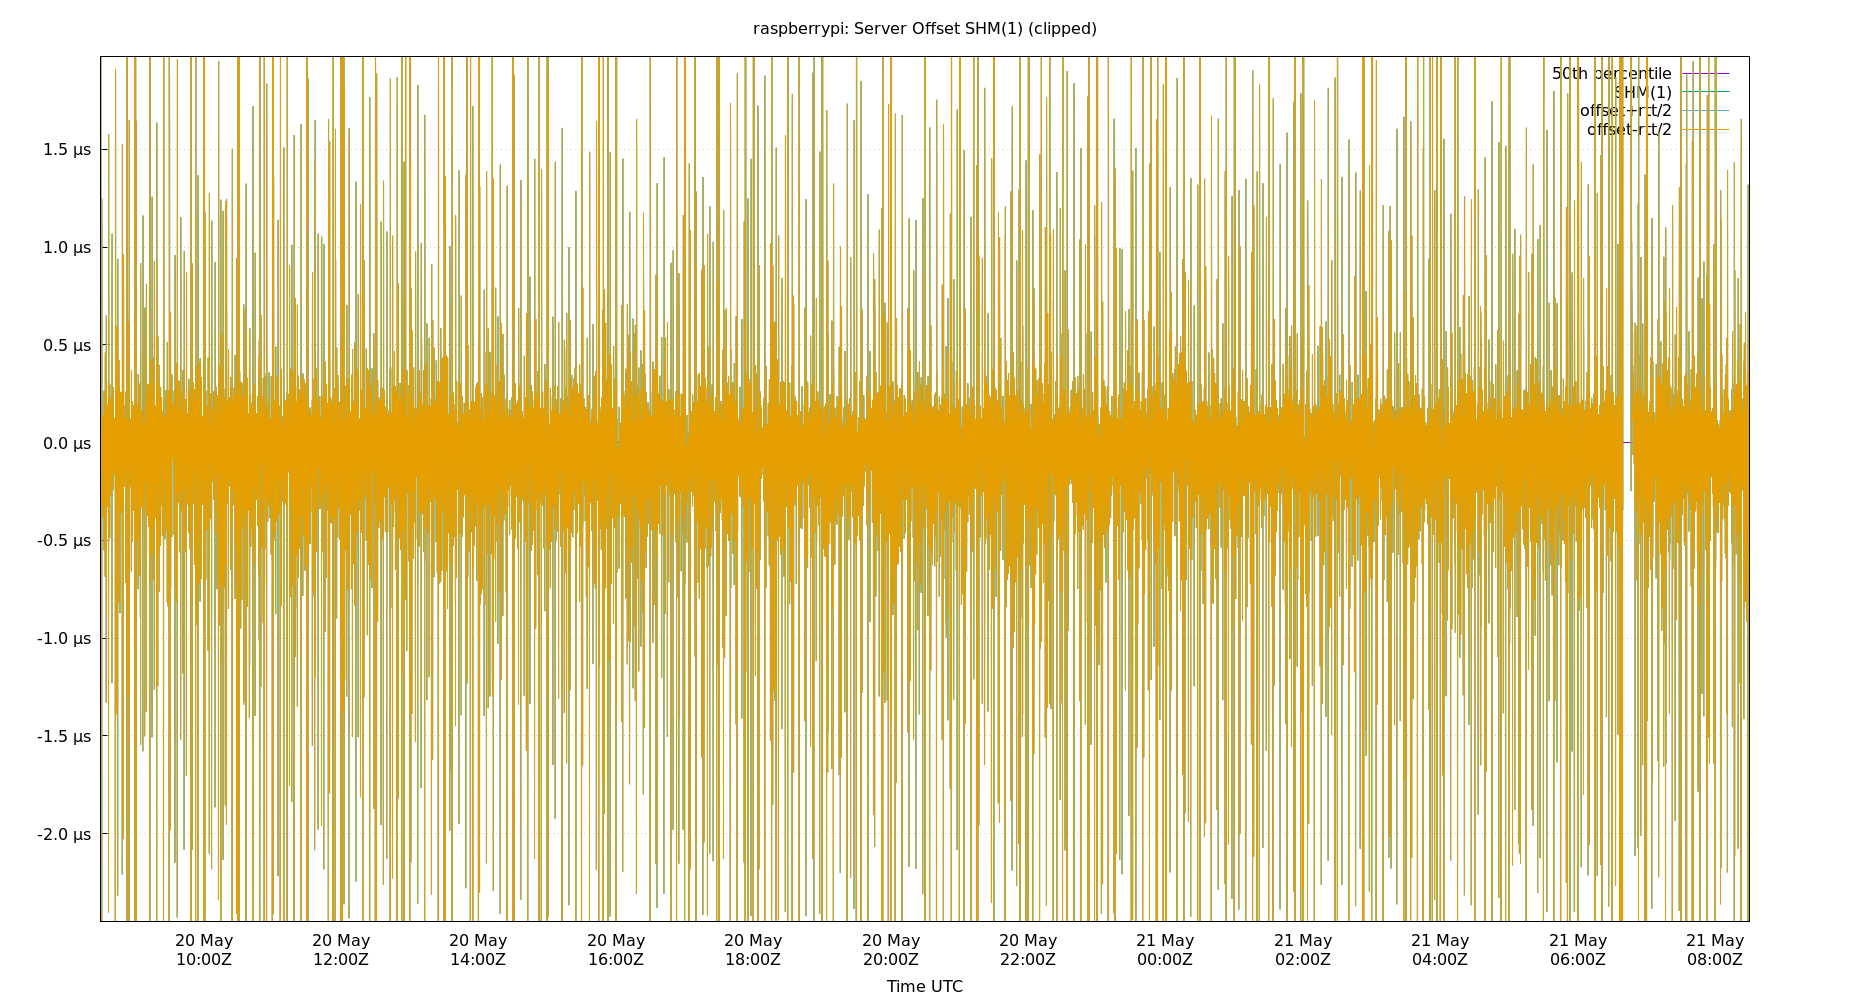 raspberrypi: Server Offset SHM(1) (clipped)
50th percentile
SHM(1)
offset+rtt/2
offset-rtt/2
1.5 µs
1.0 µs
0.5 µs
0.0 µs
-0.5 µs
-1.0 µs
-1.5 µs
-2.0 µs
20 May 20 May 20 May 20 May 20 May 20 May 20 May 21 May 21 May 21 May 21 May 21 May
10:00Z 12:00Z 14:00Z 16:00Z 18:00Z 20:00Z 22:00Z 00:00Z 02:00Z 04:00Z 06:00Z 08:00Z
Time UTC